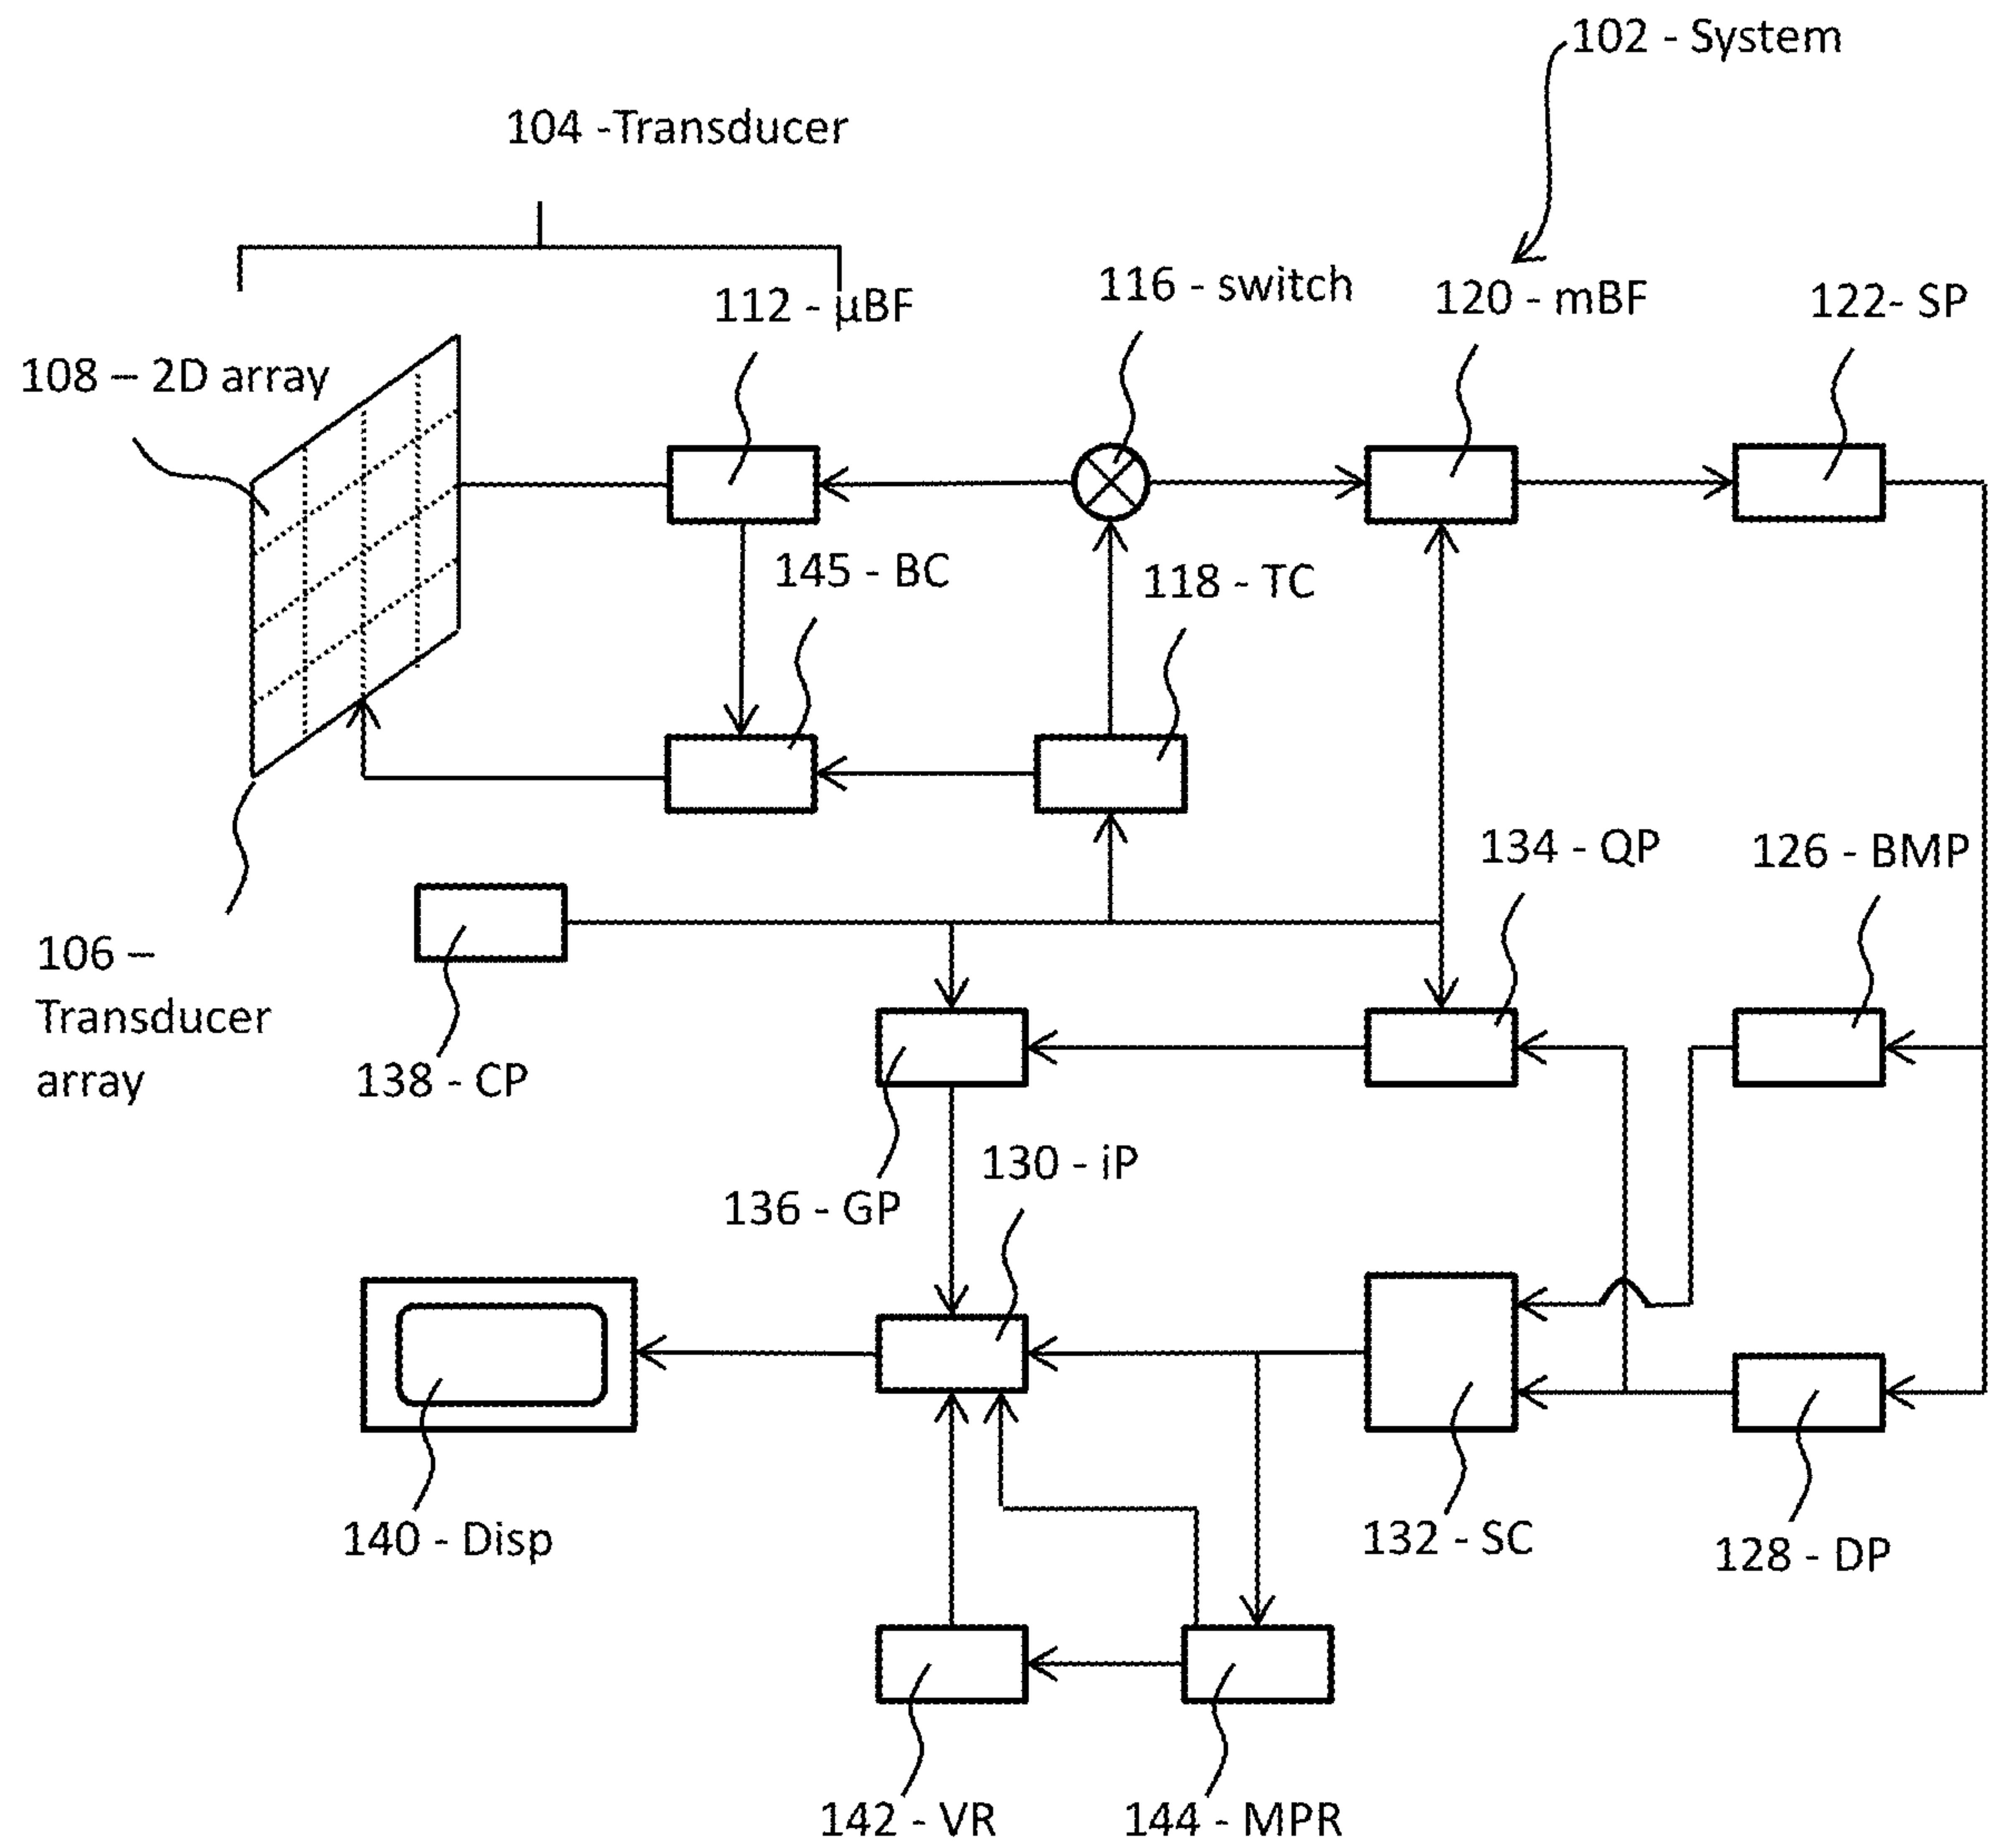 102 - System
104 -Transducer
112 - µBF
116 - switch
120 - mBF
122- SP
108 – 2D array
145 - BC
118 - TC
134 - QP
126 - BMP
106 –
Transducer
array
138 - CP
130 - iP
136 - GP
140 - Disp
132 - SC
128 - DP
142 - VR
144 - MPR